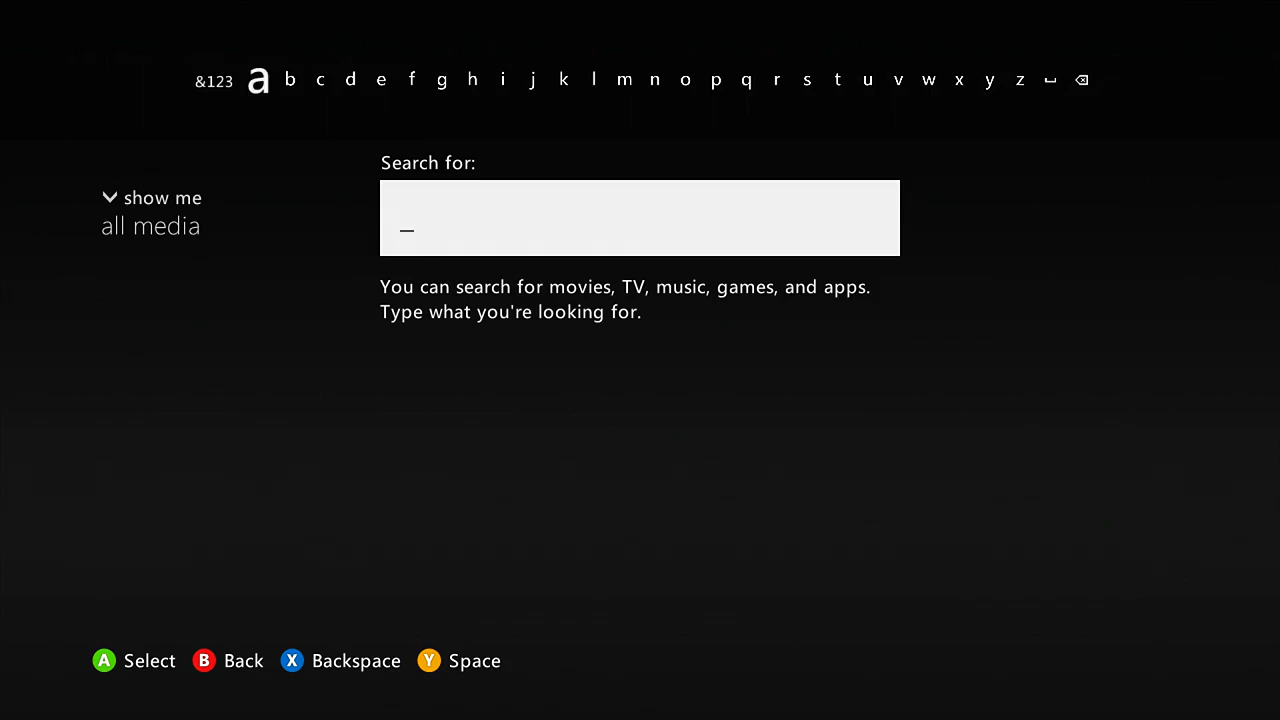 &123 a b c d e f g h i j k l m n o p q r s t u v w x y z
Search for:
show me
all media
You can search for movies, TV, music, games, and apps.
Type what you're looking for.
A Select B Back X Backspace Y Space